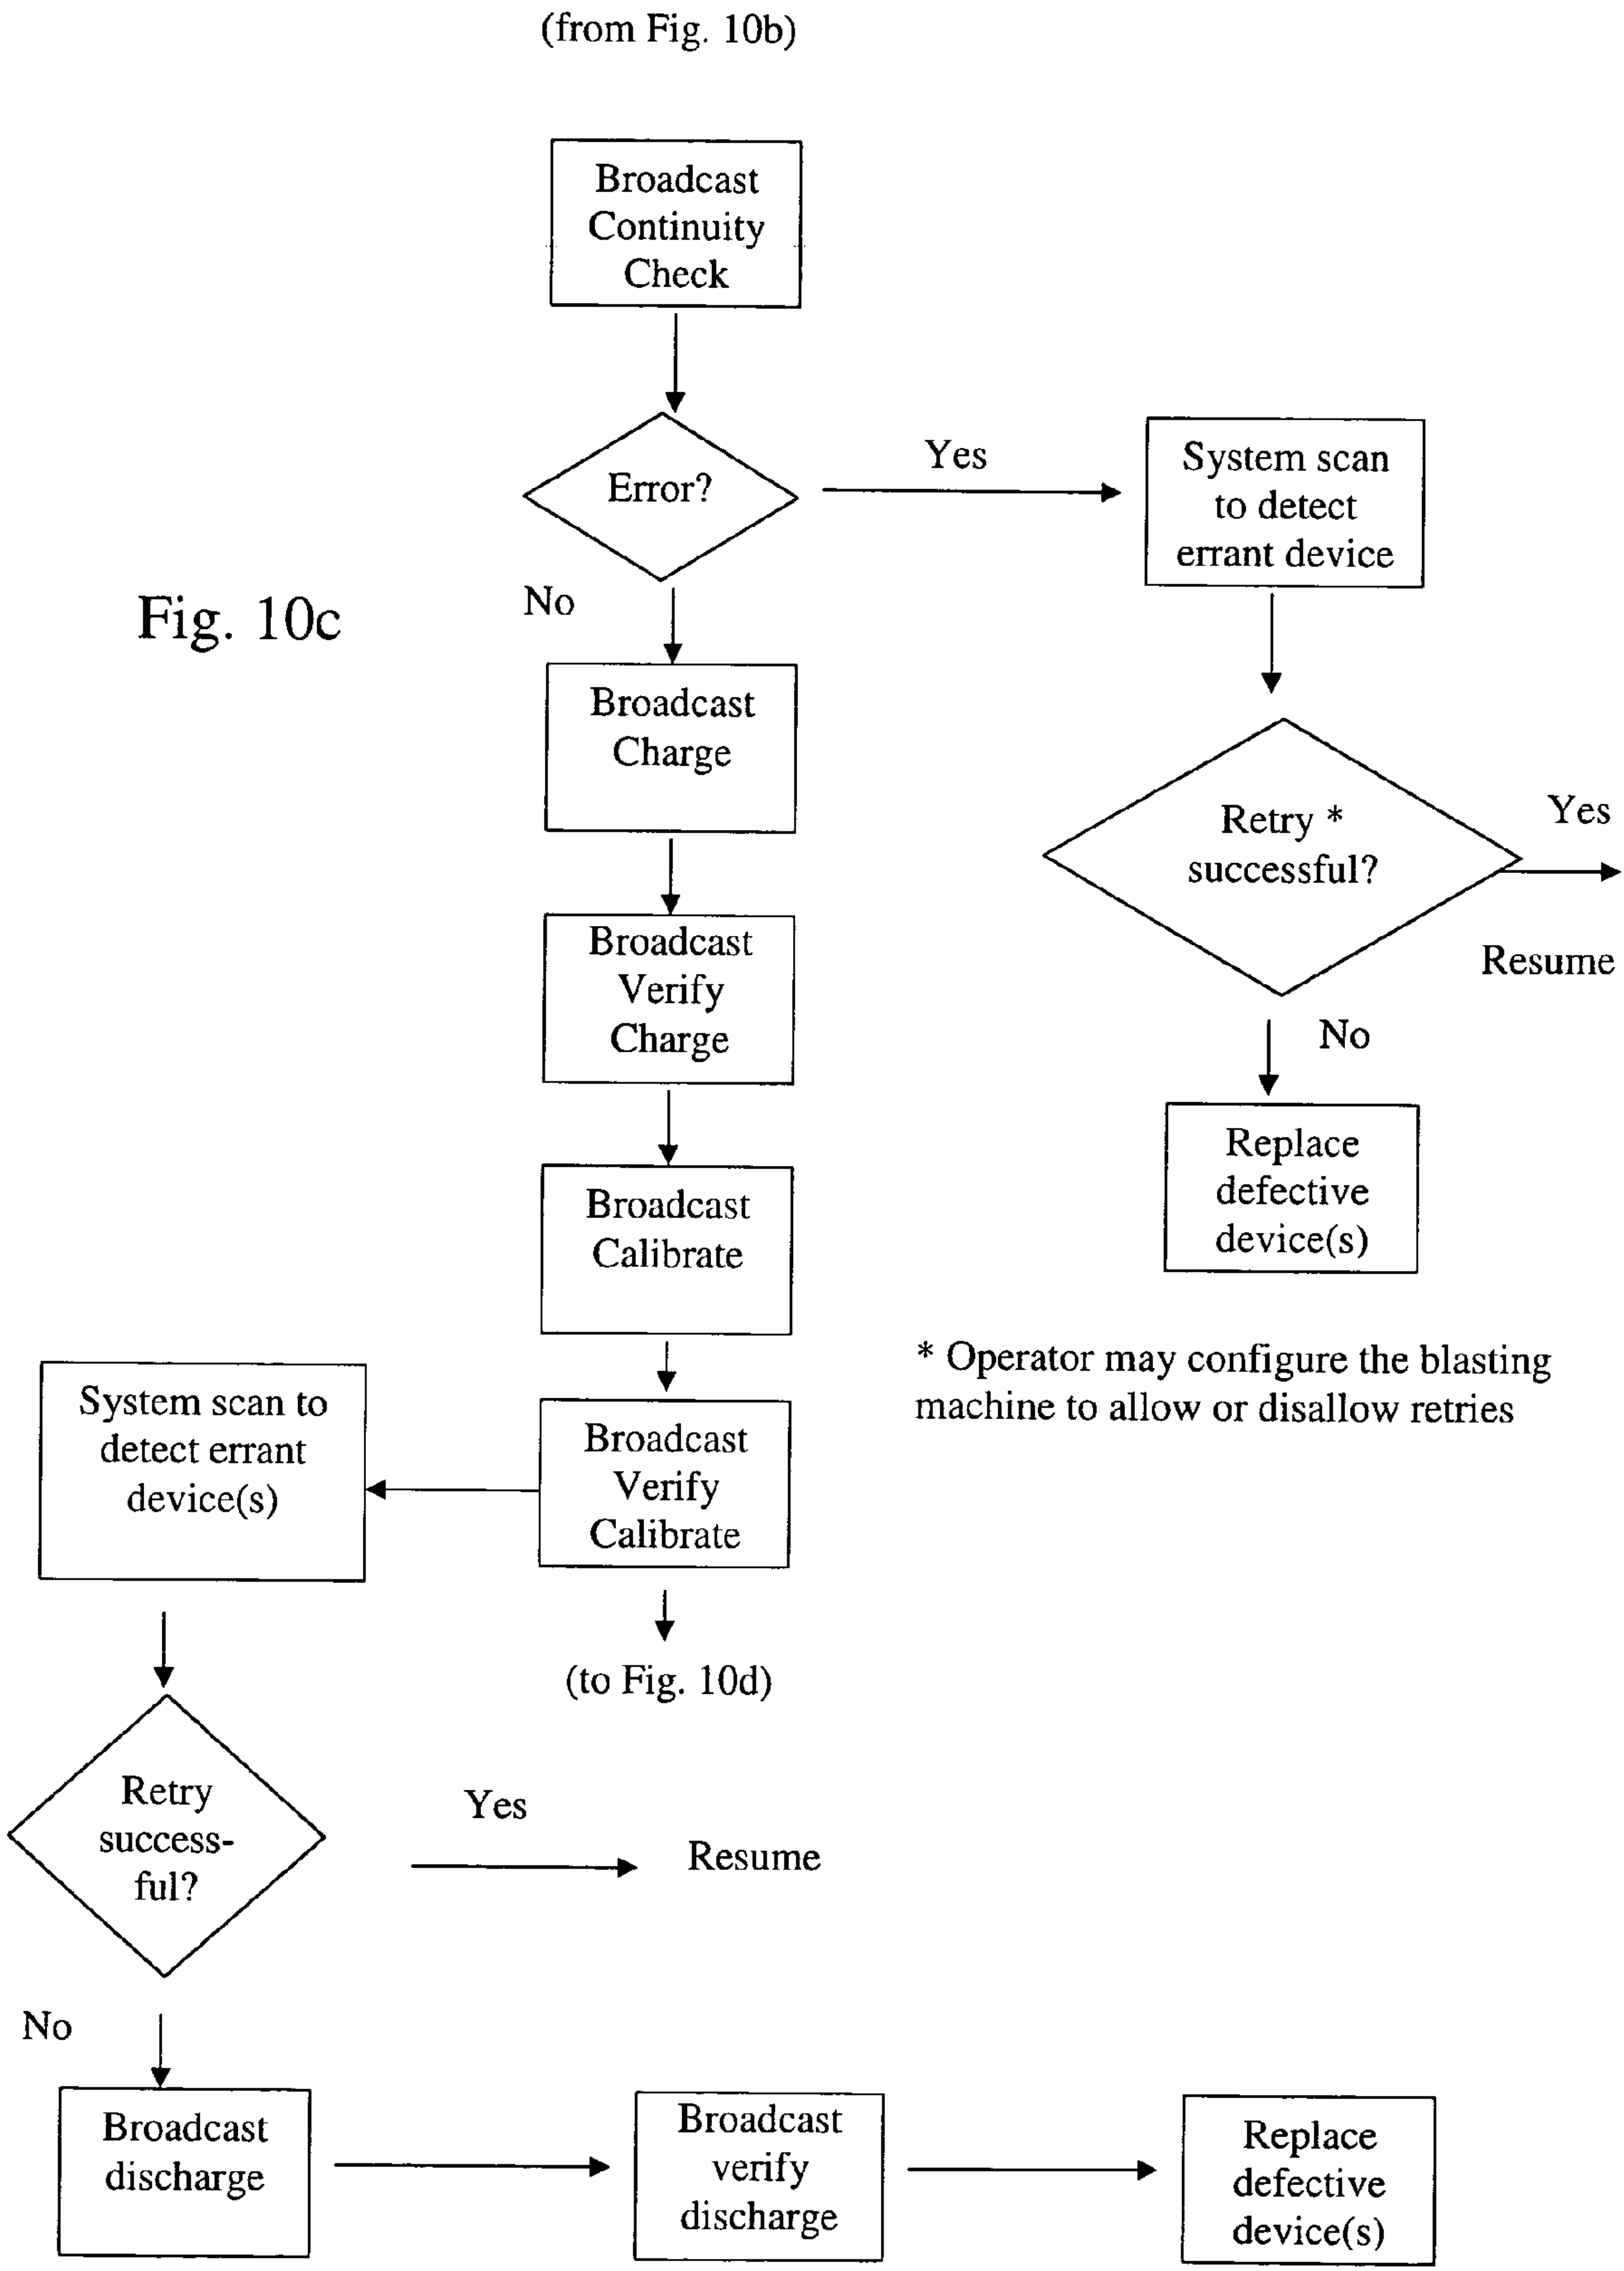 (from Fig. 10b)
Broadcast
Continuity
Check
Error?
Yes
System scan
to detect
errant device
No
Fig. 10c
Broadcast
Charge
Retry *
successful?
Yes
Resume
Broadcast
Verify
Charge
No
Replace
defective
device(s)
Broadcast
Calibrate
* Operator may configure the blasting
machine to allow or disallow retries
System scan to
detect errant
device(s)
Broadcast
Verify
Calibrate
(to Fig. 10d)
Retry
success-
ful?
Yes
Resume
No
Broadcast
discharge
Broadcast
verify
discharge
Replace
defective
device(s)